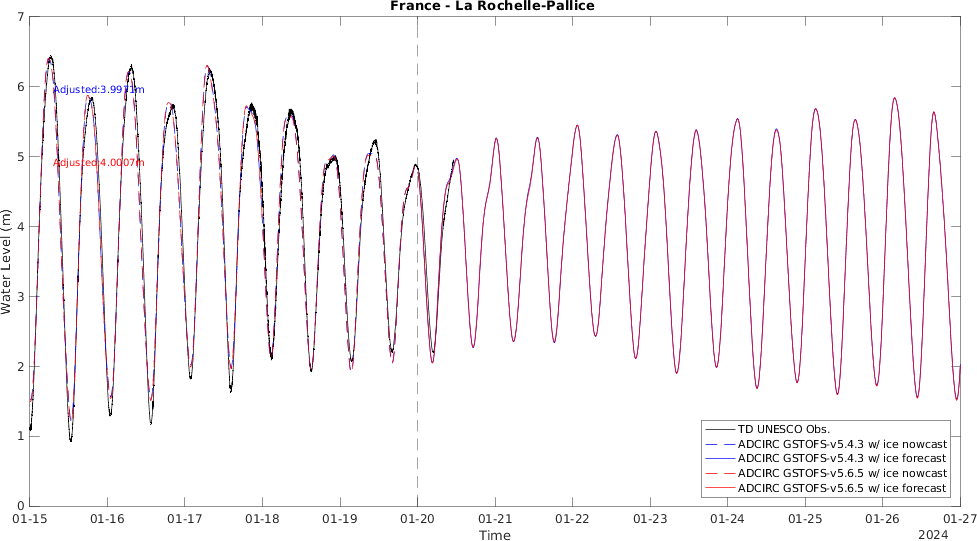 France - La Rochelle-Pallice
7
6
5
4
3
2
1
0
Water Level (m)
Adjusted:3.9971m
Adjusted:4.0007m
TD UNESCO Obs.
ADCIRC GSTOFS-v5.4.3 w/ ice nowcast
ADCIRC GSTOFS-v5.4.3 w/ ice forecast
ADCIRC GSTOFS-v5.6.5 w/ ice nowcast
ADCIRC GSTOFS-v5.6.5 w/ ice forecast
01-15 01-16 01-17 01-18 01-19 01-20 01-21 01-22 01-23 01-24 01-25 01-26 01-27
Time
2024